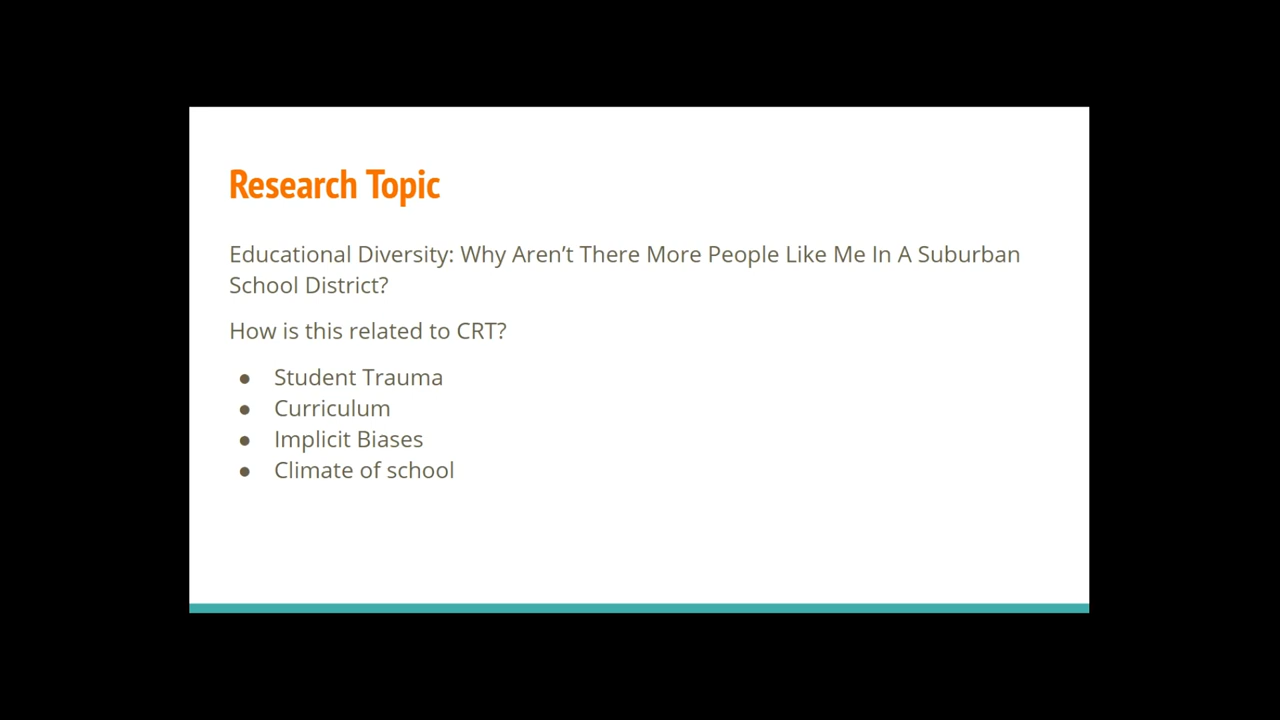 Research Topic
Educational Diversity: Why Aren’t There More People Like Me In A Suburban
School District?
How is this related to CRT?
● Student Trauma
● Curriculum
● Implicit Biases
● Climate of school